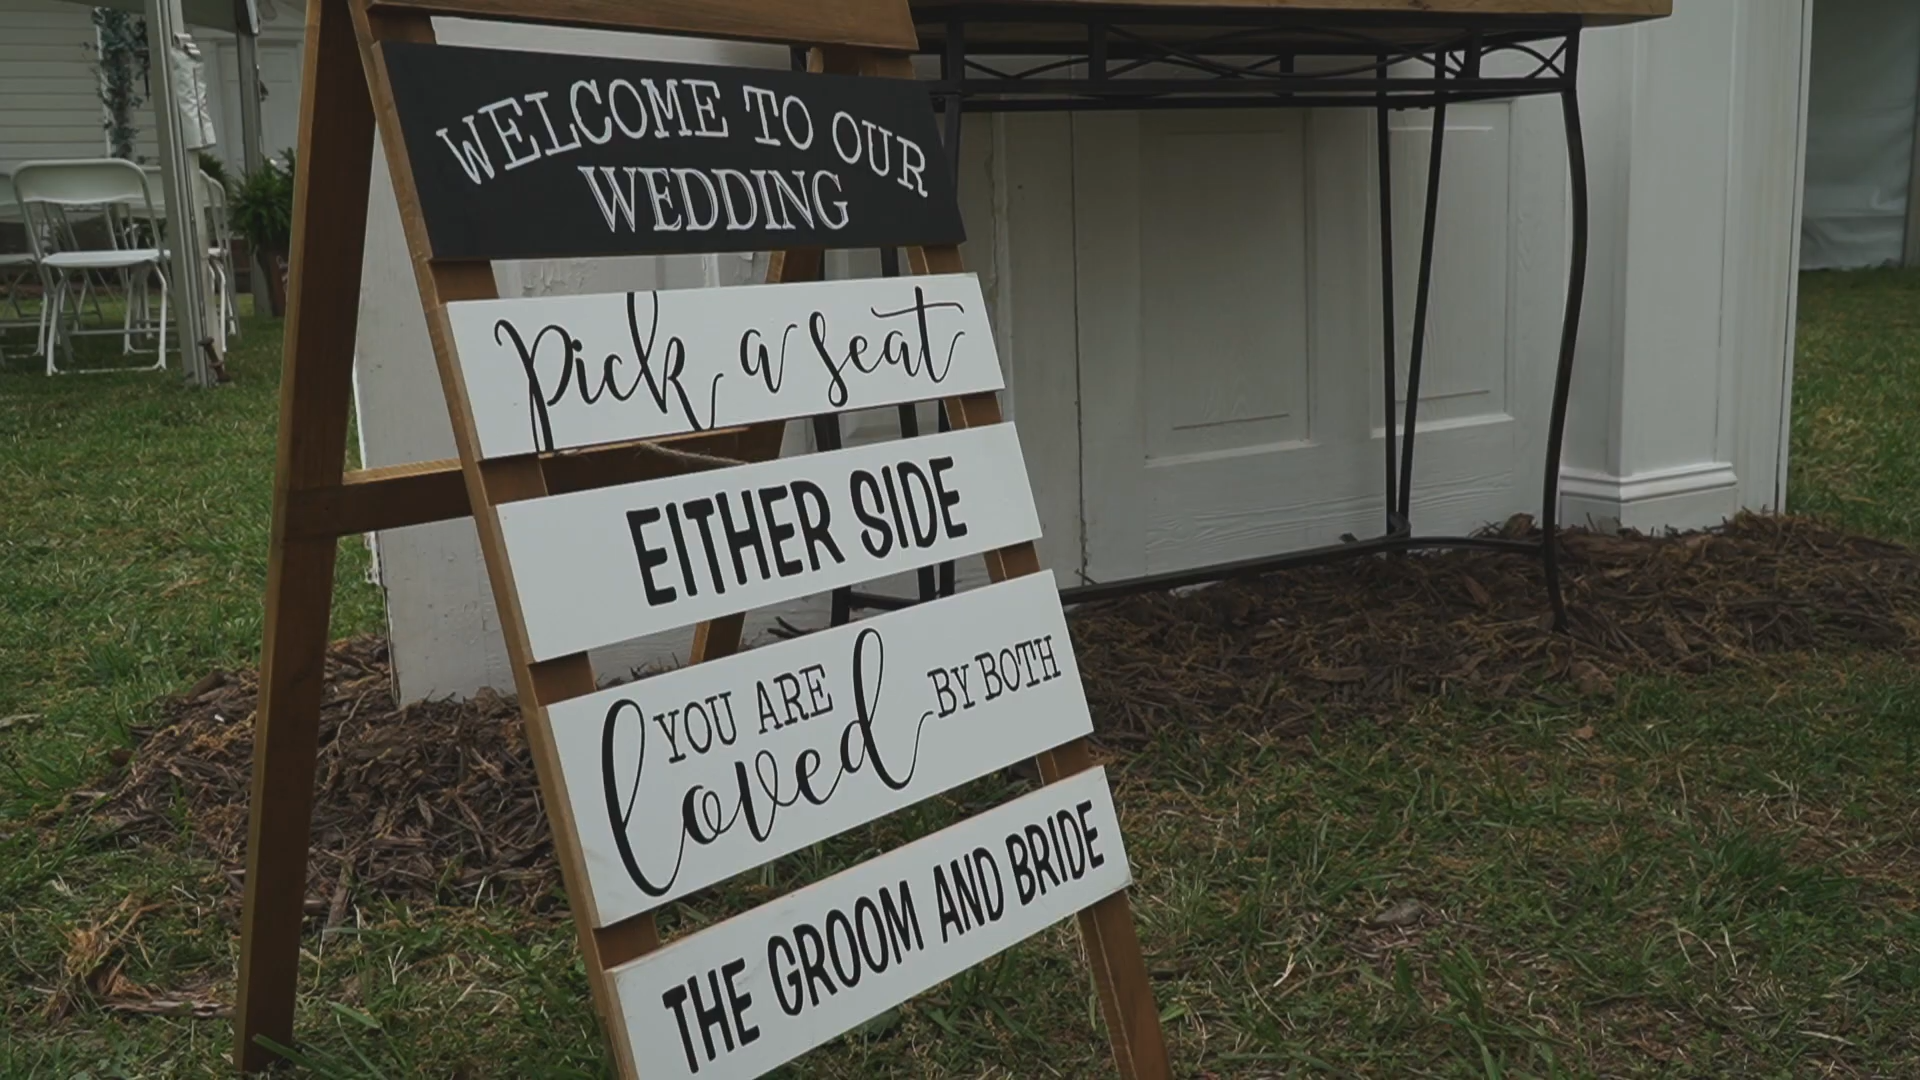 WELCOME TO OUR
WEDDING
Pick a seat
EITHER SIDE
YOU ARE
loved BY BOTH
THE GROOM AND BRIDE